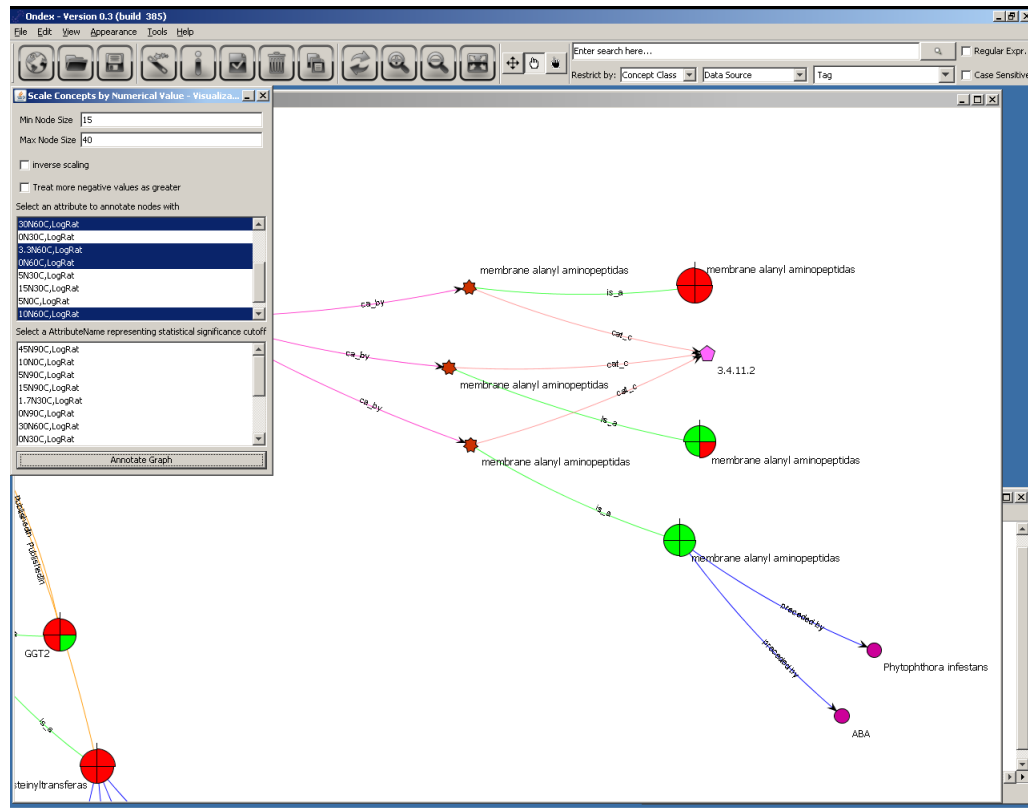 Ondex - Version 0.3 (build 385)
File Edit View Appearance Tools Help
Enter search here...
Regular Expr.
Restrict by: Concept Class Data Source Tag
Case Sensitive
Scale Concepts by Numerical Value - Visualiza...
Min Node Size 15
Max Node Size 40
inverse scaling
Treat more negative values as greater
Select an attribute to annotate nodes with
30N60C,LogRat
0N30C,LogRat
3.3N60C,LogRat
0N60C,LogRat
5N30C,LogRat
15N30C,LogRat
5N0C,LogRat
10N60C,LogRat
Select a AttributeName representing statistical significance cutoff
45N90C,LogRat
10N0C,LogRat
5N90C,LogRat
15N90C,LogRat
1.7N30C,LogRat
0N90C,LogRat
30N60C,LogRat
0N30C,LogRat
Annotate Graph
membrane alanyl aminopeptidas
membrane alanyl aminopeptidas
is_a
ca_by
cat_c
ca_by
cat_c
3.4.11.2
membrane alanyl aminopeptidas
cat_c
ca_by
is_a
membrane alanyl aminopeptidas
membrane alanyl aminopeptidas
is_a
membrane alanyl aminopeptidas
PublishedIn
PublishedIn
preceded by
preceded by
GGT2
Phytophthora infestans
ABA
is_a
steinyltransferas